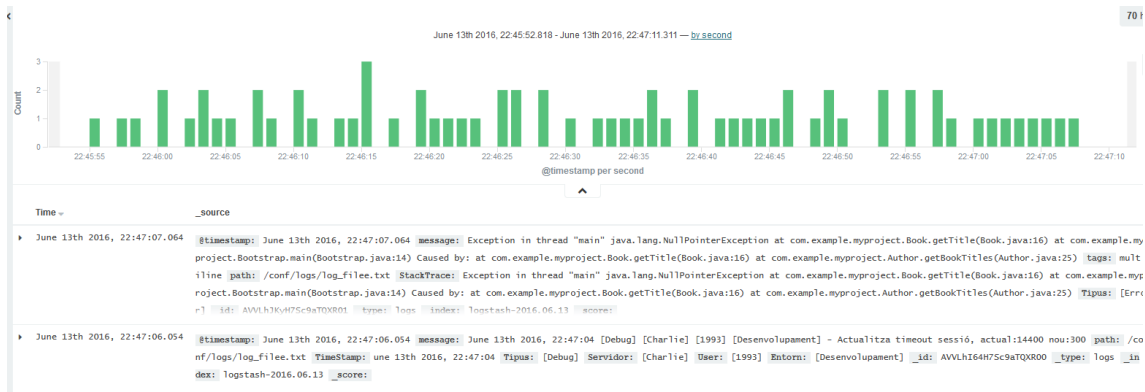 70 h
June 13th 2016, 22:45:52.818 - June 13th 2016, 22:47:11.311 — by second
3
2
1
0
Count
22:45:55 22:46:00 22:46:05 22:46:10 22:46:15 22:46:20 22:46:25 22:46:30 22:46:35 22:46:40 22:46:45 22:46:50 22:46:55 22:47:00 22:47:05 22:47:10
@timestamp per second
Time _source
June 13th 2016, 22:47:07.064 @timestamp: June 13th 2016, 22:47:07.064 message: Exception in thread "main" java.lang.NullPointerException at com.example.myproject.Book.getTitle(Book.java:16) at com.example.my
project.Bootstrap.main(Bootstrap.java:14) Caused by: at com.example.myproject.Book.getTitle(Book.java:16) at com.example.myproject.Author.getBookTitles(Author.java:25) tags: mult
iline path: /conf/logs/log_filee.txt StackTrace: Exception in thread "main" java.lang.NullPointerException at com.example.myproject.Book.getTitle(Book.java:16) at com.example.myp
roject.Bootstrap.main(Bootstrap.java:14) Caused by: at com.example.myproject.Book.getTitle(Book.java:16) at com.example.myproject.Author.getBookTitles(Author.java:25) Tipus: [Erro
r] _id: AVVLhJKyH7Sc9aTQXR01 _type: logs _index: logstash-2016.06.13 _score:
June 13th 2016, 22:47:06.054 @timestamp: June 13th 2016, 22:47:06.054 message: June 13th 2016, 22:47:04 [Debug] [Charlie] [1993] [Desenvolupament] - Actualitza timeout sessió, actual:14400 nou:300 path: /co
nf/logs/log_filee.txt TimeStamp: une 13th 2016, 22:47:04 Tipus: [Debug] Servidor: [Charlie] User: [1993] Entorn: [Desenvolupament] _id: AVVLhI64H7Sc9aTQXR00 _type: logs _in
dex: logstash-2016.06.13 _score: